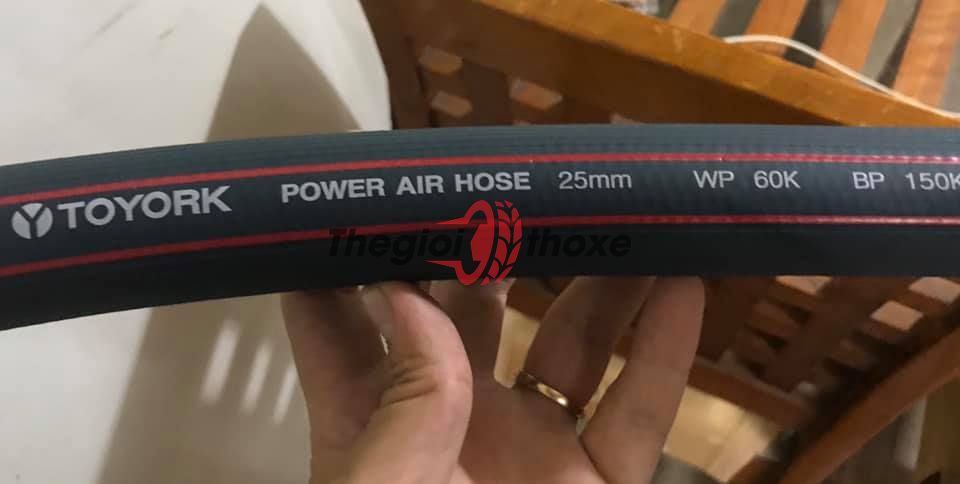 TOYORK POWER AIR HOSE 25mm WP 60K BP 150K
Thegioi thoxe